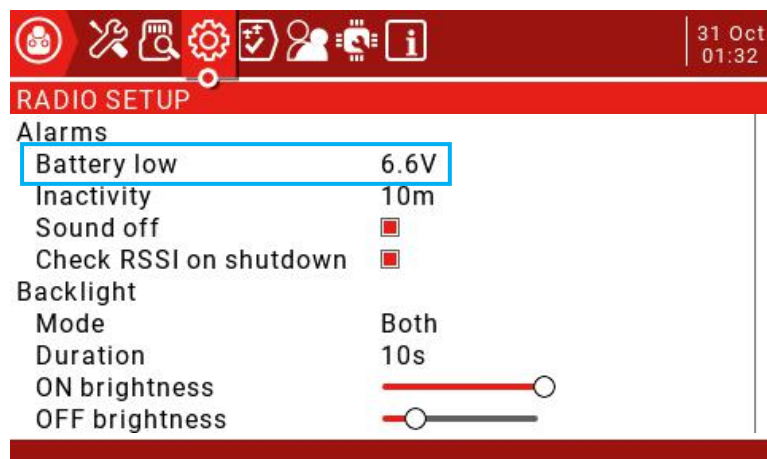 31 Oct
01:32
RADIO SETUP
Alarms
Battery low 6.6V
Inactivity 10m
Sound off
Check RSSI on shutdown
Backlight
Mode Both
Duration 10s
ON brightness
OFF brightness